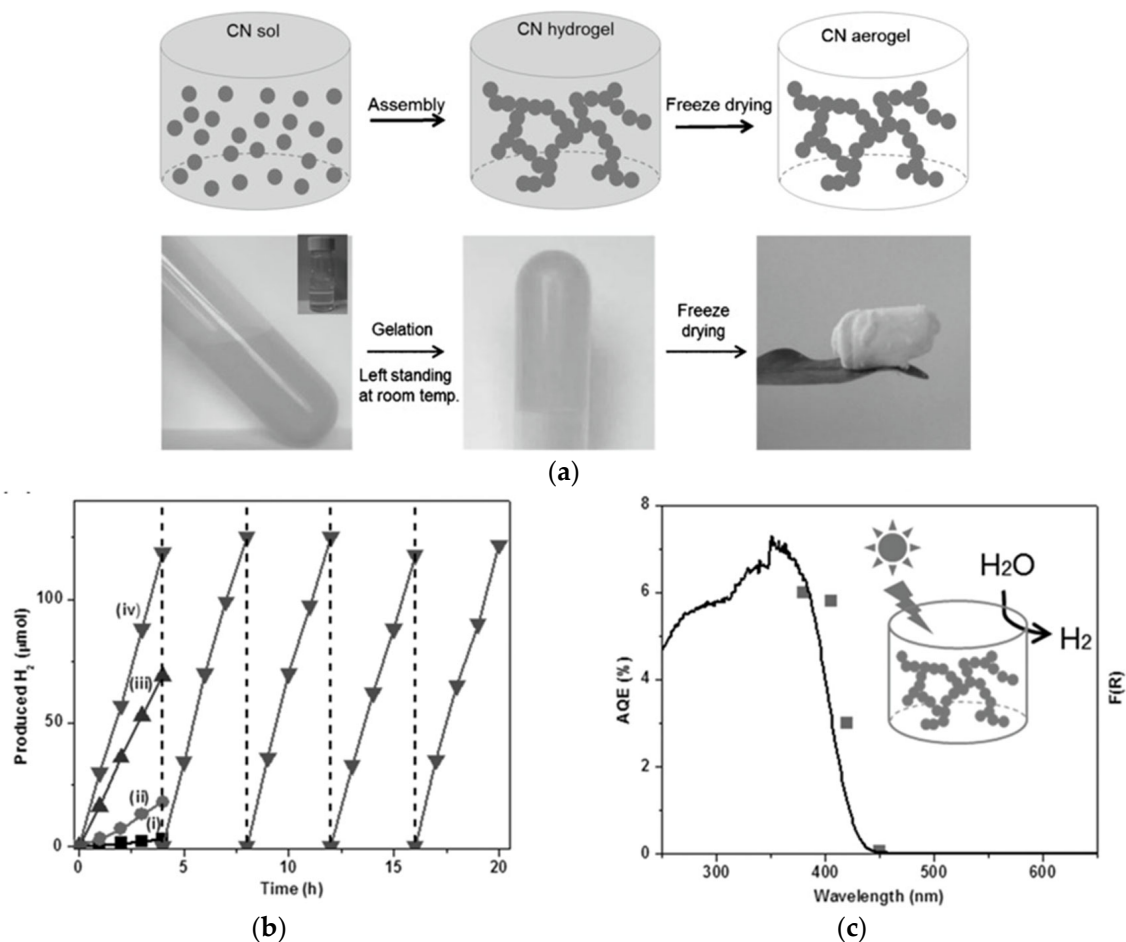 CN sol
CN hydrogel
CN aerogel
Assembly
Freeze drying
Gelation
Left standing
at room temp.
Freeze
drying
(a)
Produced H2 (μmol)
100
50
0
(iv)
(iii)
(ii)
(i)
0 5 10 15 20
Time (h)
(b)
AQE (%)
8
6
4
2
0
H2O
H2
F(R)
300 400 500 600
Wavelength (nm)
(c)